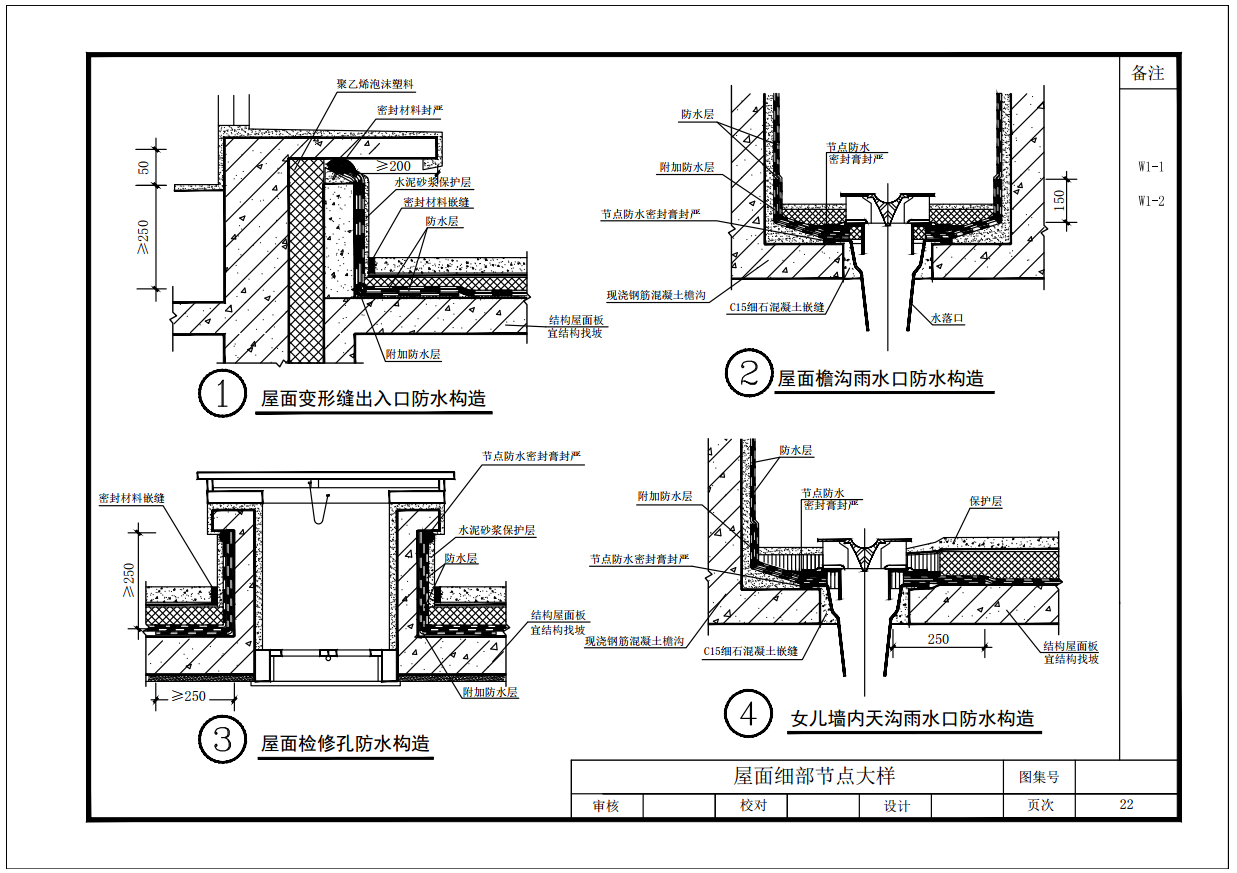 备注
W1-1
W1-2
聚乙烯泡沫塑料
密封材料封严
≥200
50
≥250
水泥砂浆保护层
密封材料嵌缝
防水层
结构屋面板
宜结构找坡
附加防水层
1 屋面变形缝出入口防水构造
防水层
节点防水
密封膏封严
附加防水层
节点防水密封膏封严
150
现浇钢筋混凝土檐沟
C15细石混凝土嵌缝
水落口
2 屋面檐沟雨水口防水构造
节点防水密封膏封严
密封材料嵌缝
水泥砂浆保护层
防水层
≥250
结构屋面板
宜结构找坡
附加防水层
≥250
3 屋面检修孔防水构造
防水层
附加防水层
节点防水
密封膏封严
保护层
节点防水密封膏封严
现浇钢筋混凝土檐沟
C15细石混凝土嵌缝
250
结构屋面板
宜结构找坡
4 女儿墙内天沟雨水口防水构造
屋面细部节点大样
图集号
审核
校对
设计
页次
22